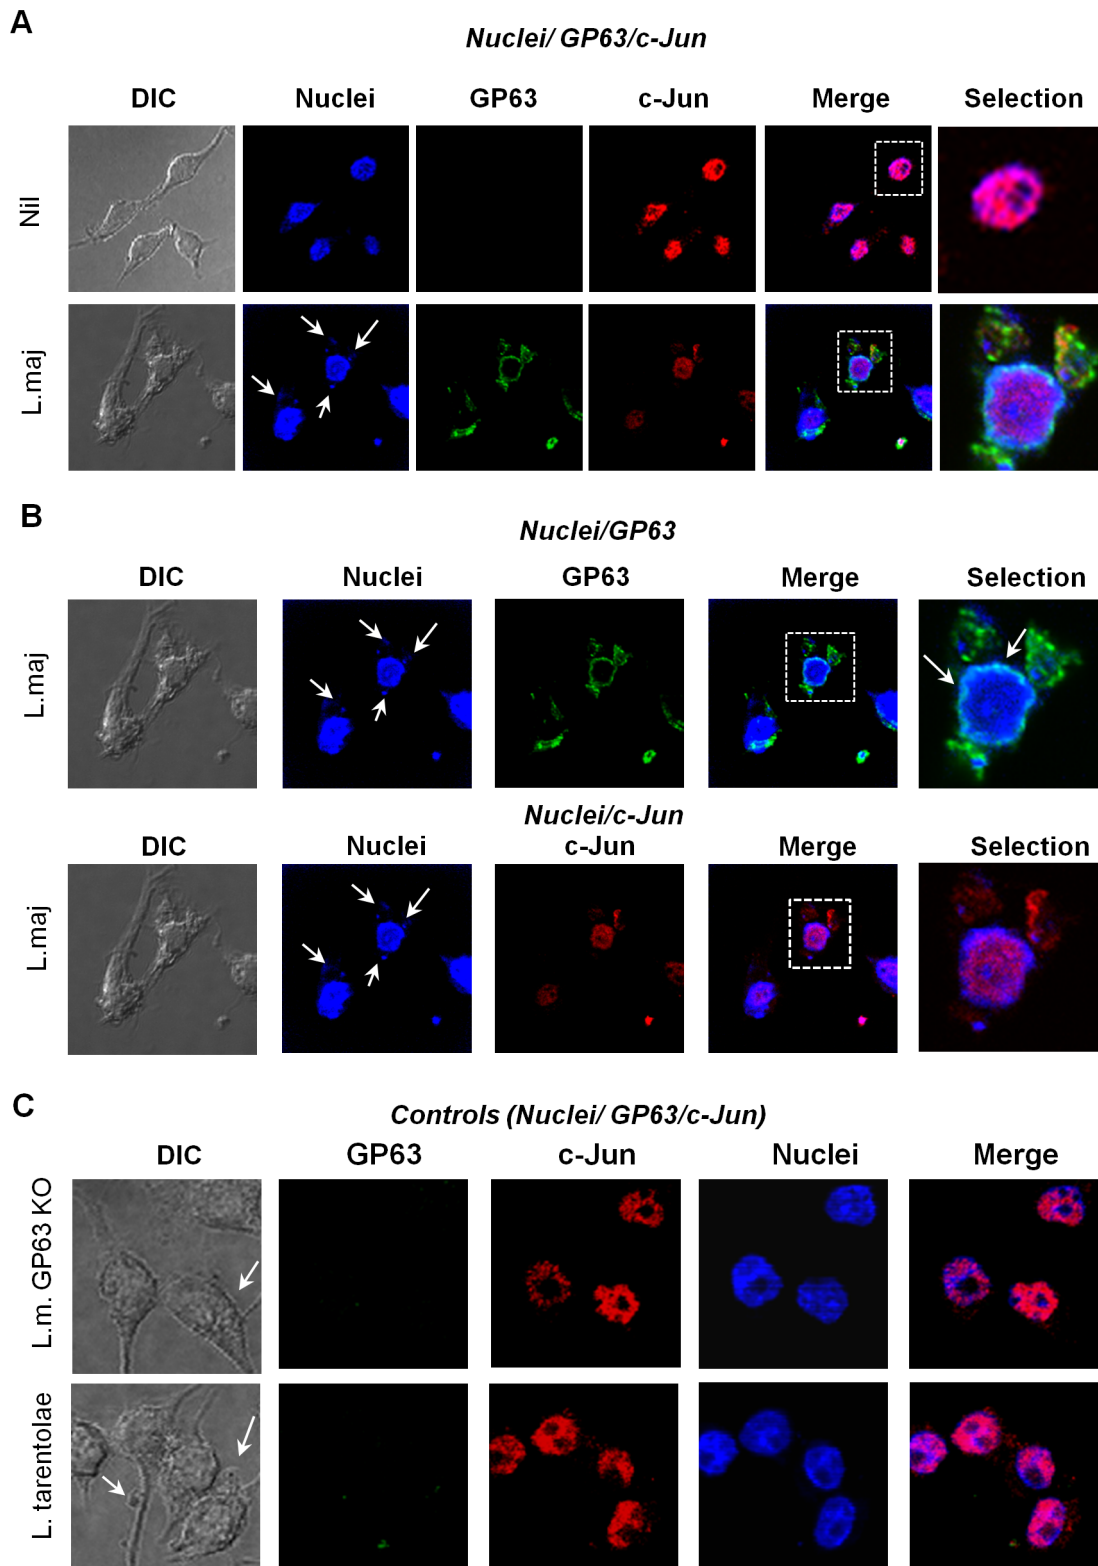 A
Nuclei/ GP63/c-Jun
DIC Nuclei GP63 c-Jun Merge Selection
Nil
L.maj
B
Nuclei/GP63
DIC Nuclei GP63 Merge Selection
L.maj
Nuclei/c-Jun
DIC Nuclei c-Jun Merge Selection
L.maj
C
Controls (Nuclei/ GP63/c-Jun)
DIC GP63 c-Jun Nuclei Merge
L.m. GP63 KO
L. tarentolae